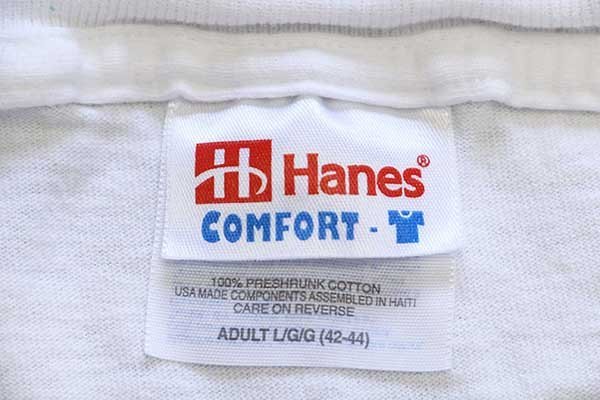 H Hanes®
COMFORT -
100% PRESHRUNK COTTON
USA MADE COMPONENTS ASSEMBLED IN HAITI
CARE ON REVERSE
ADULT L/G/G (42-44)